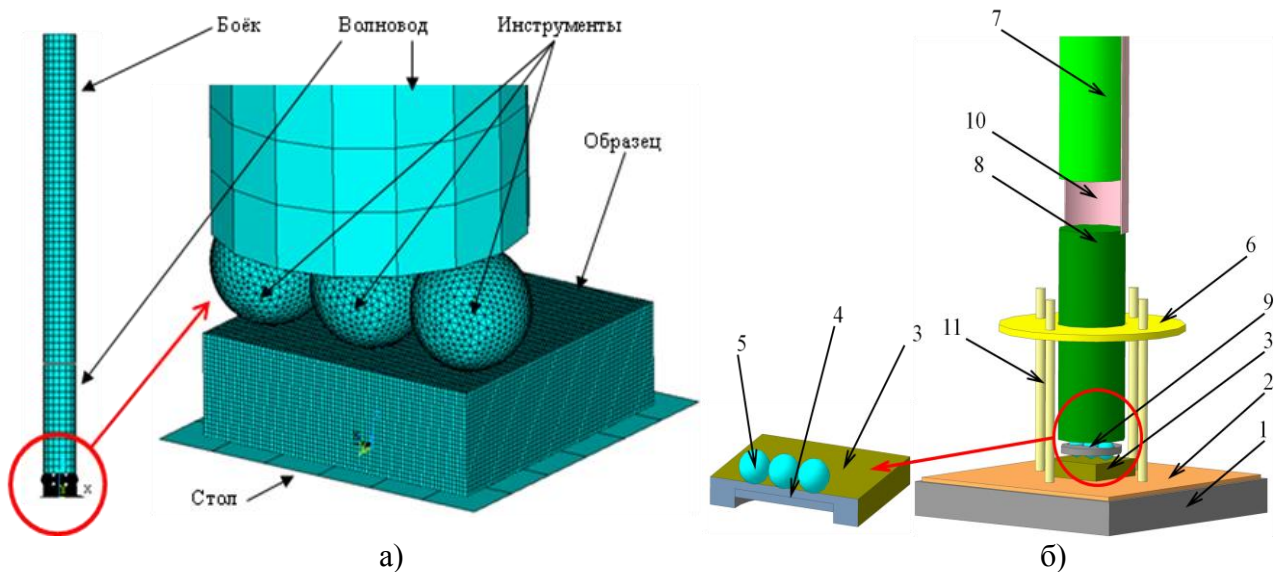 Боёк
Волновод
Инструменты
Образец
Стол
x
а)
7
10
8
6
9
11
3
2
1
5
4
3
б)